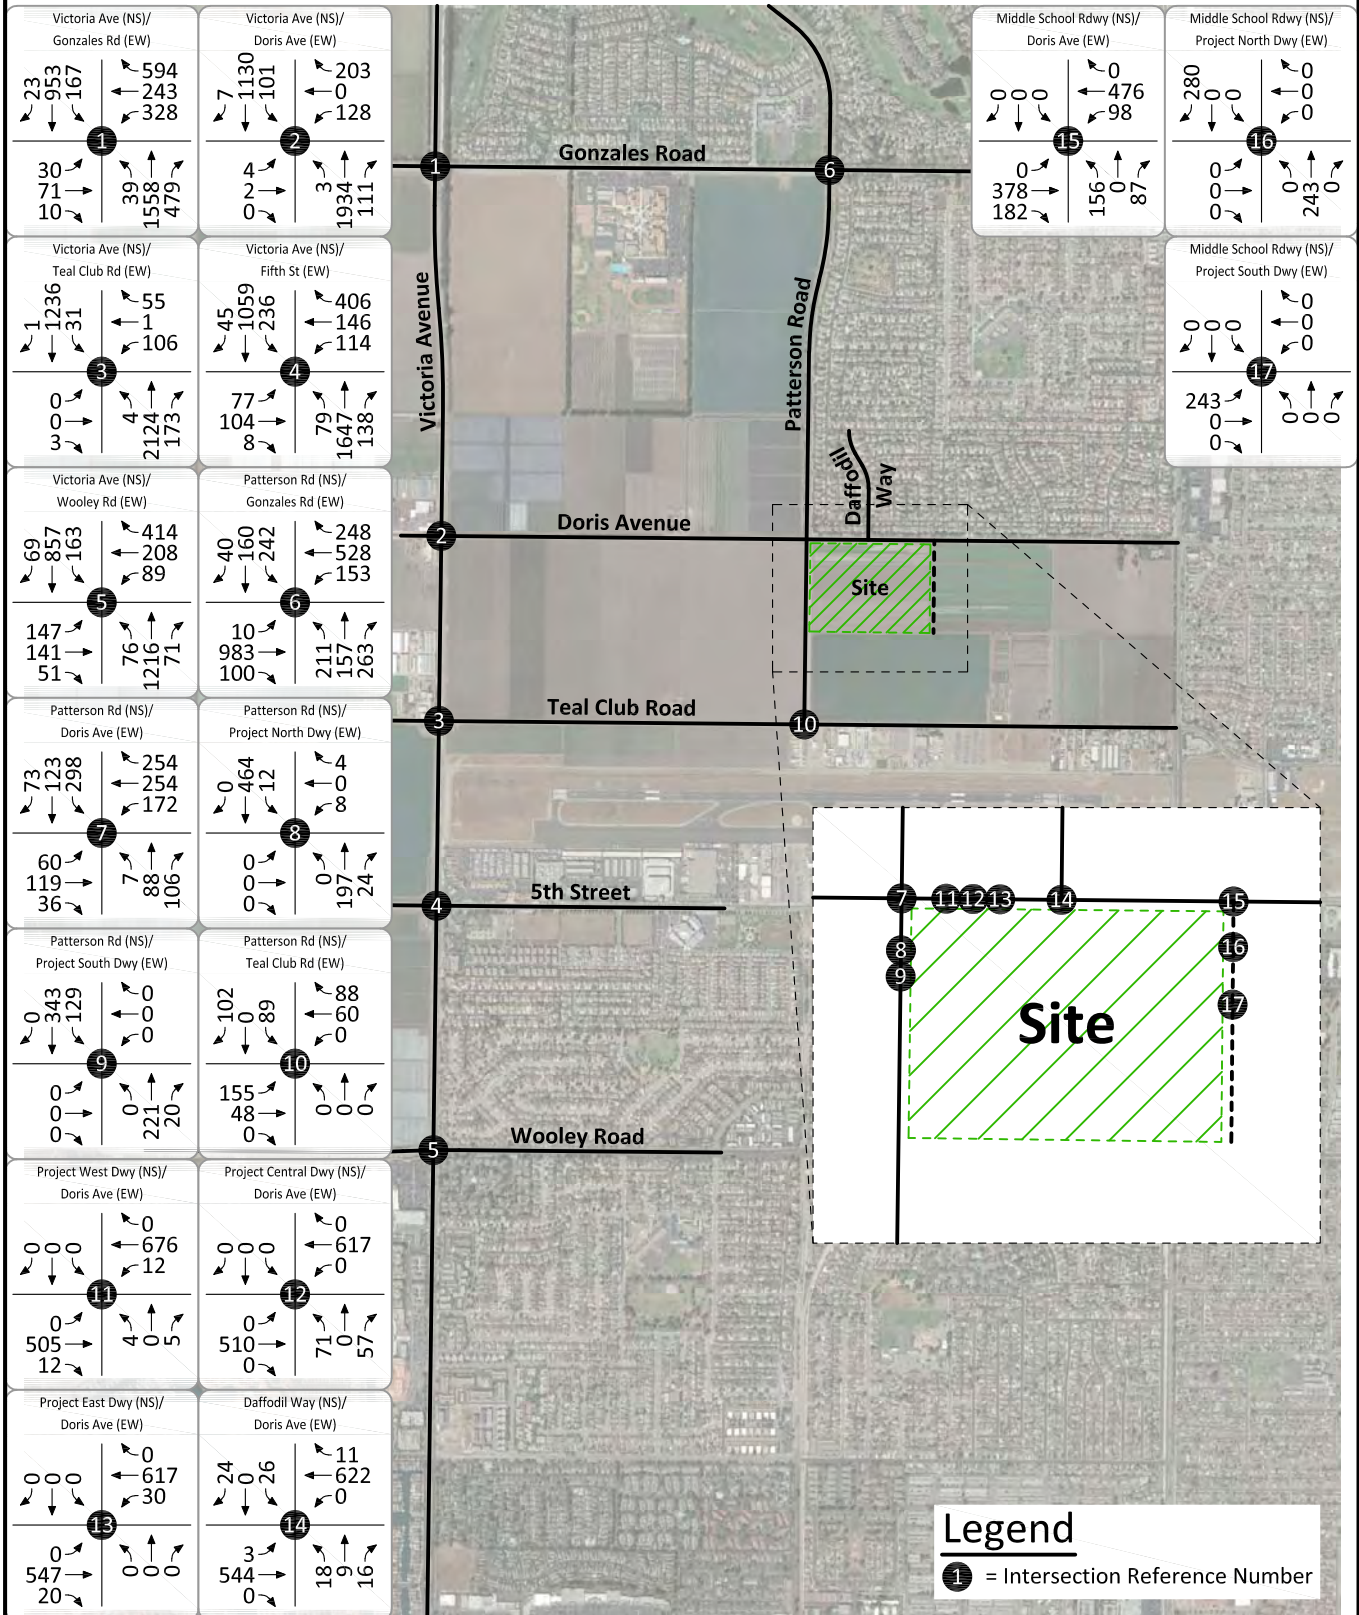 Victoria Ave (NS)/
Gonzales Rd (EW)
23 953 167
594
243
328
1
30
71
10
39 1558 479
Victoria Ave (NS)/
Doris Ave (EW)
7 1130 101
203
0
128
2
4
2
0
3 1934 111
Victoria Ave (NS)/
Teal Club Rd (EW)
1 1236 31
55
1
106
3
0
0
3
4 2124 173
Victoria Ave (NS)/
Fifth St (EW)
45 1059 236
406
146
114
4
77
104
8
79 1647 138
Victoria Ave (NS)/
Wooley Rd (EW)
69 857 163
414
208
89
5
147
141
51
76 1216 71
Patterson Rd (NS)/
Gonzales Rd (EW)
40 160 242
248
528
153
6
10
983
100
211 157 263
Patterson Rd (NS)/
Doris Ave (EW)
73 123 298
254
254
172
7
60
119
36
7 88 106
Patterson Rd (NS)/
Project North Dwy (EW)
0 464 12
4
0
8
8
0
0
0
0 197 24
Patterson Rd (NS)/
Project South Dwy (EW)
0 343 129
0
0
0
9
0
0
0
0 221 20
Patterson Rd (NS)/
Teal Club Rd (EW)
102 0 89
88
60
0
10
155
48
0
0 0 0
Project West Dwy (NS)/
Doris Ave (EW)
0 0 0
0
676
12
11
0
505
12
4 0 5
Project Central Dwy (NS)/
Doris Ave (EW)
0 0 0
0
617
0
12
0
510
0
71 0 57
Project East Dwy (NS)/
Doris Ave (EW)
0 0 0
0
617
30
13
0
547
20
0 0 0
Daffodil Way (NS)/
Doris Ave (EW)
24 0 26
11
622
0
14
3
544
0
18 9 16
Middle School Rdwy (NS)/
Doris Ave (EW)
0 0 0
0
476
98
15
0
378
182
156 0 87
Middle School Rdwy (NS)/
Project North Dwy (EW)
280 0 0
0
0
0
16
0
0
0
0 243 0
Middle School Rdwy (NS)/
Project South Dwy (EW)
0 0 0
0
0
0
17
243
0
0
0 0 0
1
Gonzales Road
6
Victoria Avenue
Patterson Road
Daffodil
Way
2
Doris Avenue
Site
3
Teal Club Road
10
4
5th Street
5
Wooley Road
7 11 12 13 14 15
8
16
9
17
Site
Legend
1 = Intersection Reference Number